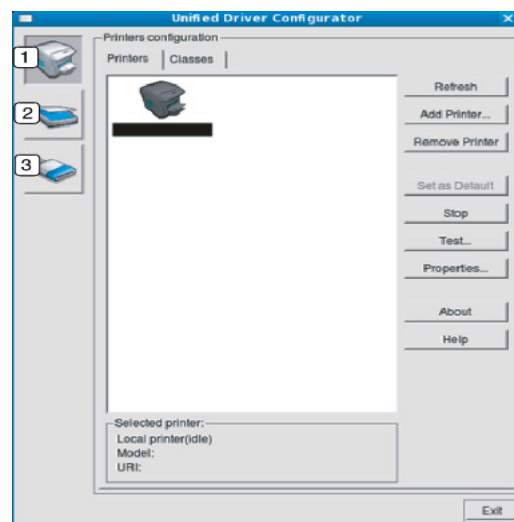 Unified Driver Configurator
Printers configuration
1
2
3
Printers
Classes
Refresh
Add Printer...
Remove Printer
Set as Default
Stop
Test...
Properties...
About
Help
Selected printer:
Local printer(idle)
Model:
URI:
Exit